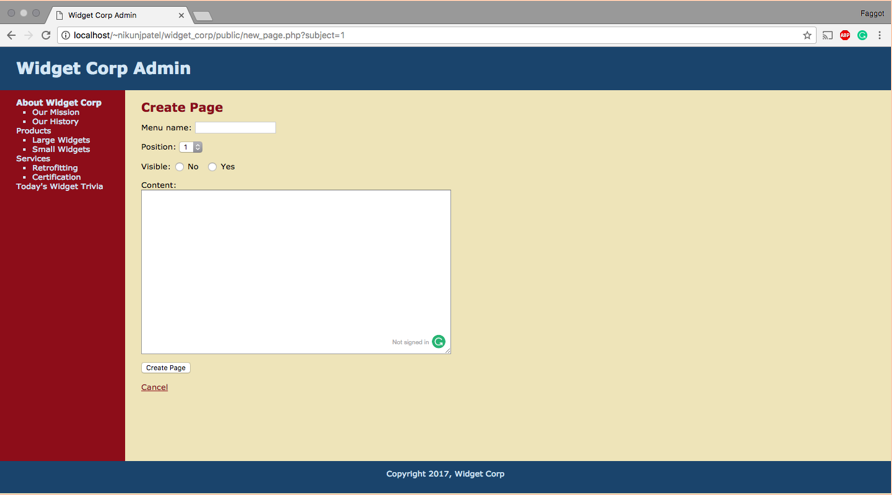 Widget Corp Admin
Faggot
localhost/~nikunjpatel/widget_corp/public/new_page.php?subject=1
ABP
Widget Corp Admin
About Widget Corp
Our Mission
Our History
Products
Large Widgets
Small Widgets
Services
Retrofitting
Certification
Today's Widget Trivia
Create Page
Menu name:
Position: 1
Visible: No Yes
Content:
Not signed in
Create Page
Cancel
Copyright 2017, Widget Corp